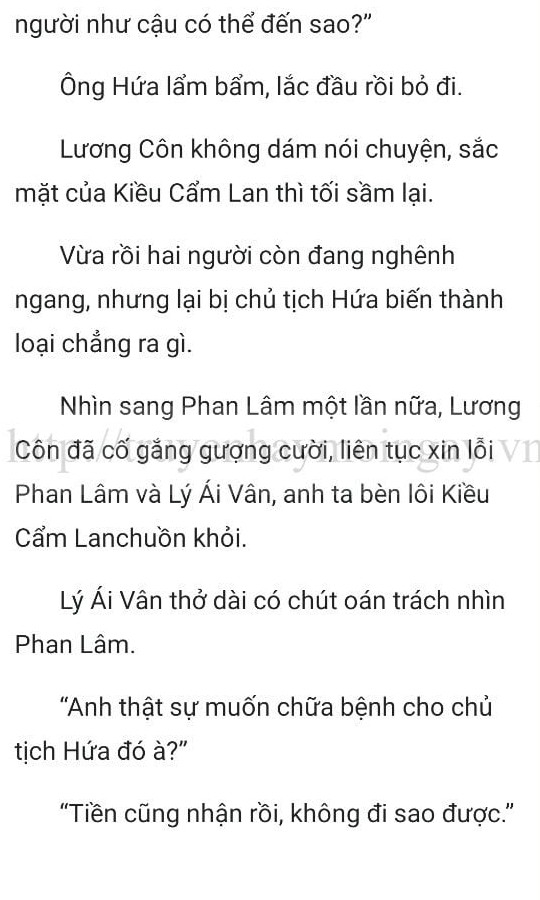 người như cậu có thể đến sao?”
Ông Hứa lẩm bẩm, lắc đầu rồi bỏ đi.
Lương Côn không dám nói chuyện, sắc
mặt của Kiều Cẩm Lan thì tối sầm lại.
Vừa rồi hai người còn đang nghênh
ngang, nhưng lại bị chủ tịch Hứa biến thành
loại chẳng ra gì.
Nhìn sang Phan Lâm một lần nữa, Lương
Côn đã cố gắng gượng cười, liên tục xin lỗi
http://truyenhaymoingay.vn
Phan Lâm và Lý Ái Vân, anh ta bèn lôi Kiều
Cẩm Lanchuồn khỏi.
Lý Ái Vân thở dài có chút oán trách nhìn
Phan Lâm.
“Anh thật sự muốn chữa bệnh cho chủ
tịch Hứa đó à?”
“Tiền cũng nhận rồi, không đi sao được.”